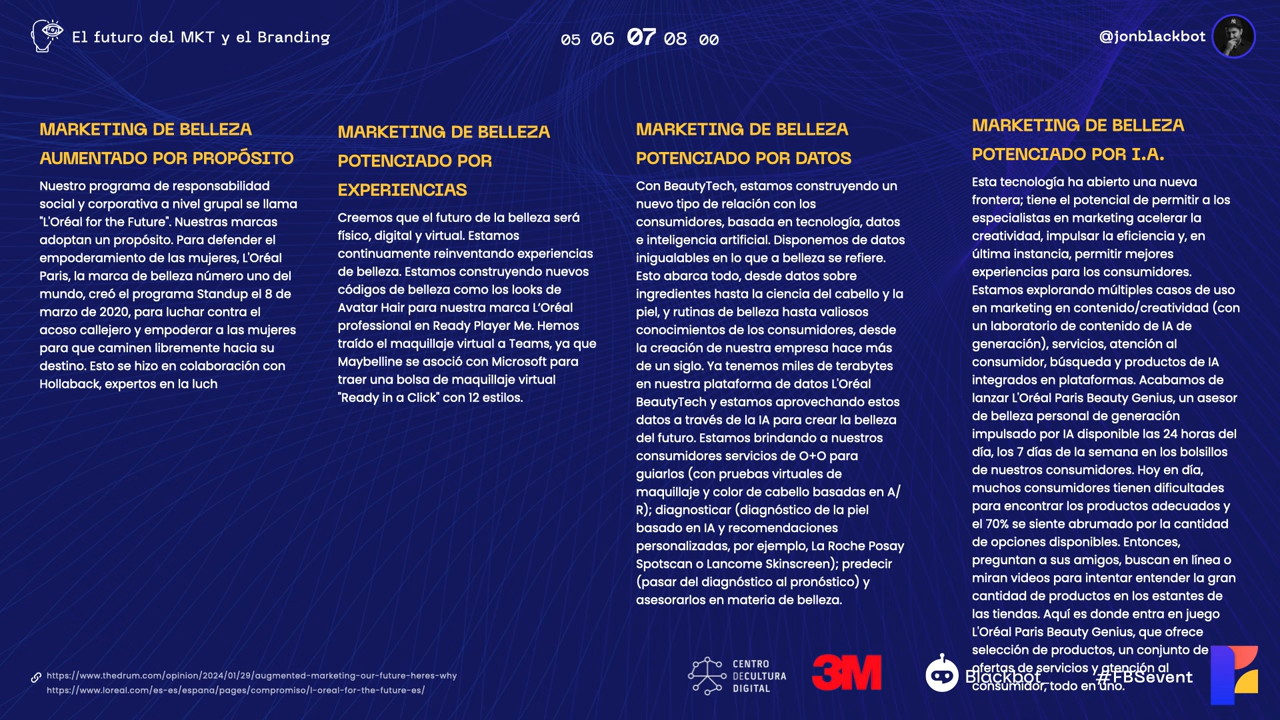 El futuro del MKT y el Branding
05 06 07 08 00
@jonblackbot
MARKETING DE BELLEZA
AUMENTADO POR PROPÓSITO
Nuestro programa de responsabilidad
social y corporativa a nivel grupal se llama
"L'Oréal for the Future". Nuestras marcas
adoptan un propósito. Para defender el
empoderamiento de las mujeres, L'Oréal
Paris, la marca de belleza número uno del
mundo, creó el programa Standup el 8 de
marzo de 2020, para luchar contra el
acoso callejero y empoderar a las mujeres
para que caminen libremente hacia su
destino. Esto se hizo en colaboración con
Hollaback, expertos en la luch
MARKETING DE BELLEZA
POTENCIADO POR
EXPERIENCIAS
Creemos que el futuro de la belleza será
físico, digital y virtual. Estamos
continuamente reinventando experiencias
de belleza. Estamos construyendo nuevos
códigos de belleza como los looks de
Avatar Hair para nuestra marca L’Oréal
professional en Ready Player Me. Hemos
traído el maquillaje virtual a Teams, ya que
Maybelline se asoció con Microsoft para
traer una bolsa de maquillaje virtual
"Ready in a Click" con 12 estilos.
MARKETING DE BELLEZA
POTENCIADO POR DATOS
Con BeautyTech, estamos construyendo un
nuevo tipo de relación con los
consumidores, basada en tecnología, datos
e inteligencia artificial. Disponemos de datos
inigualables en lo que a belleza se refiere.
Esto abarca todo, desde datos sobre
ingredientes hasta la ciencia del cabello y la
piel, y rutinas de belleza hasta valiosos
conocimientos de los consumidores, desde
la creación de nuestra empresa hace más
de un siglo. Ya tenemos miles de terabytes
en nuestra plataforma de datos L'Oréal
BeautyTech y estamos aprovechando estos
datos a través de la IA para crear la belleza
del futuro. Estamos brindando a nuestros
consumidores servicios de O+O para
guiarlos (con pruebas virtuales de
maquillaje y color de cabello basadas en A/
R); diagnosticar (diagnóstico de la piel
basado en IA y recomendaciones
personalizadas, por ejemplo, La Roche Posay
Spotscan o Lancome Skinscreen); predecir
(pasar del diagnóstico al pronóstico) y
asesorarlos en materia de belleza.
MARKETING DE BELLEZA
POTENCIADO POR I.A.
Esta tecnología ha abierto una nueva
frontera; tiene el potencial de permitir a los
especialistas en marketing acelerar la
creatividad, impulsar la eficiencia y, en
última instancia, permitir mejores
experiencias para los consumidores.
Estamos explorando múltiples casos de uso
en marketing en contenido/creatividad (con
un laboratorio de contenido de IA de
generación), servicios, atención al
consumidor, búsqueda y productos de IA
integrados en plataformas. Acabamos de
lanzar L'Oréal Paris Beauty Genius, un asesor
de belleza personal de generación
impulsado por IA disponible las 24 horas del
día, los 7 días de la semana en los bolsillos
de nuestros consumidores. Hoy en día,
muchos consumidores tienen dificultades
para encontrar los productos adecuados y
el 70% se siente abrumado por la cantidad
de opciones disponibles. Entonces,
preguntan a sus amigos, buscan en línea o
miran videos para intentar entender la gran
cantidad de productos en los estantes de
las tiendas. Aquí es donde entra en juego
L'Oréal Paris Beauty Genius, que ofrece
selección de productos, un conjunto de
ofertas de servicios y atención al
consumidor, todo en uno.
https://www.thedrum.com/opinion/2024/01/29/augmented-marketing-our-future-heres-why
https://www.loreal.com/es-es/espana/pages/compromiso/l-oreal-for-the-future-es/
CENTRO
DE CULTURA
DIGITAL
3M
Blackbot
#FBSevent